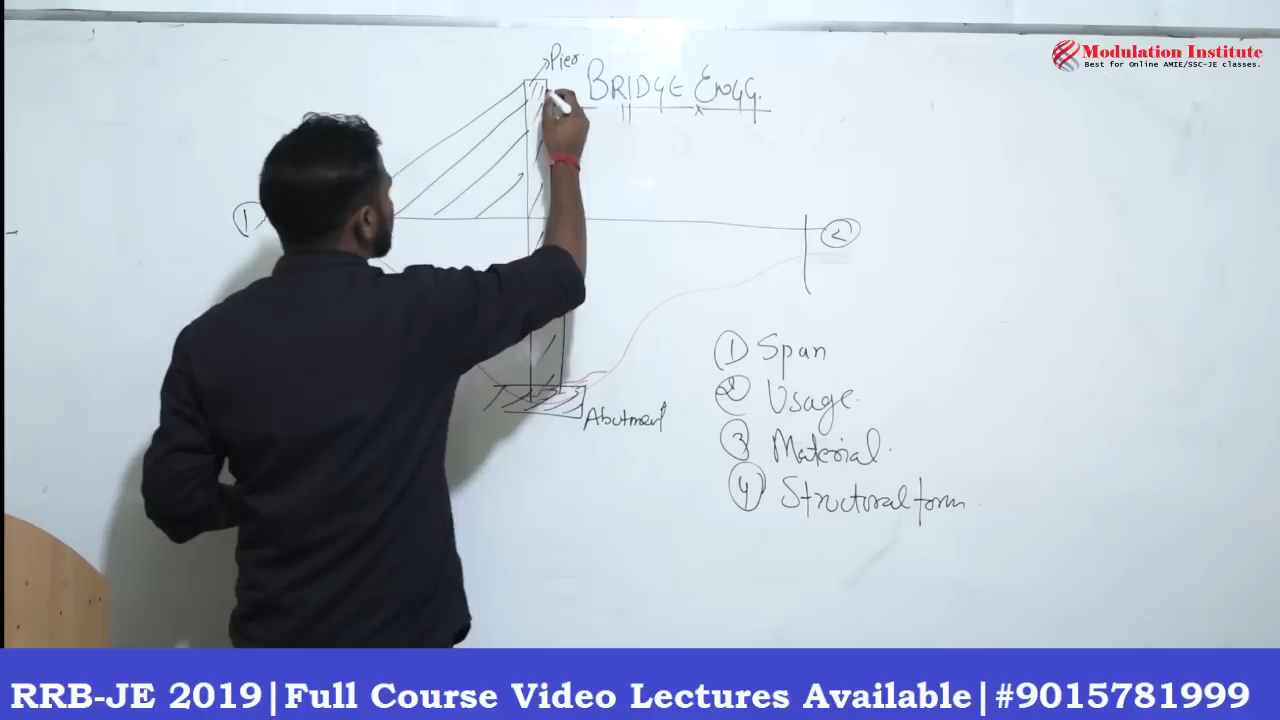 Modulation Institute
Best for Online AMIE/SSC-JE classes.
Pier
BRIDGE Engg.
1
2
Abutment
1 Span
2 Usage.
3 Material.
4 Structural form.
RRB-JE 2019|Full Course Video Lectures Available|#9015781999